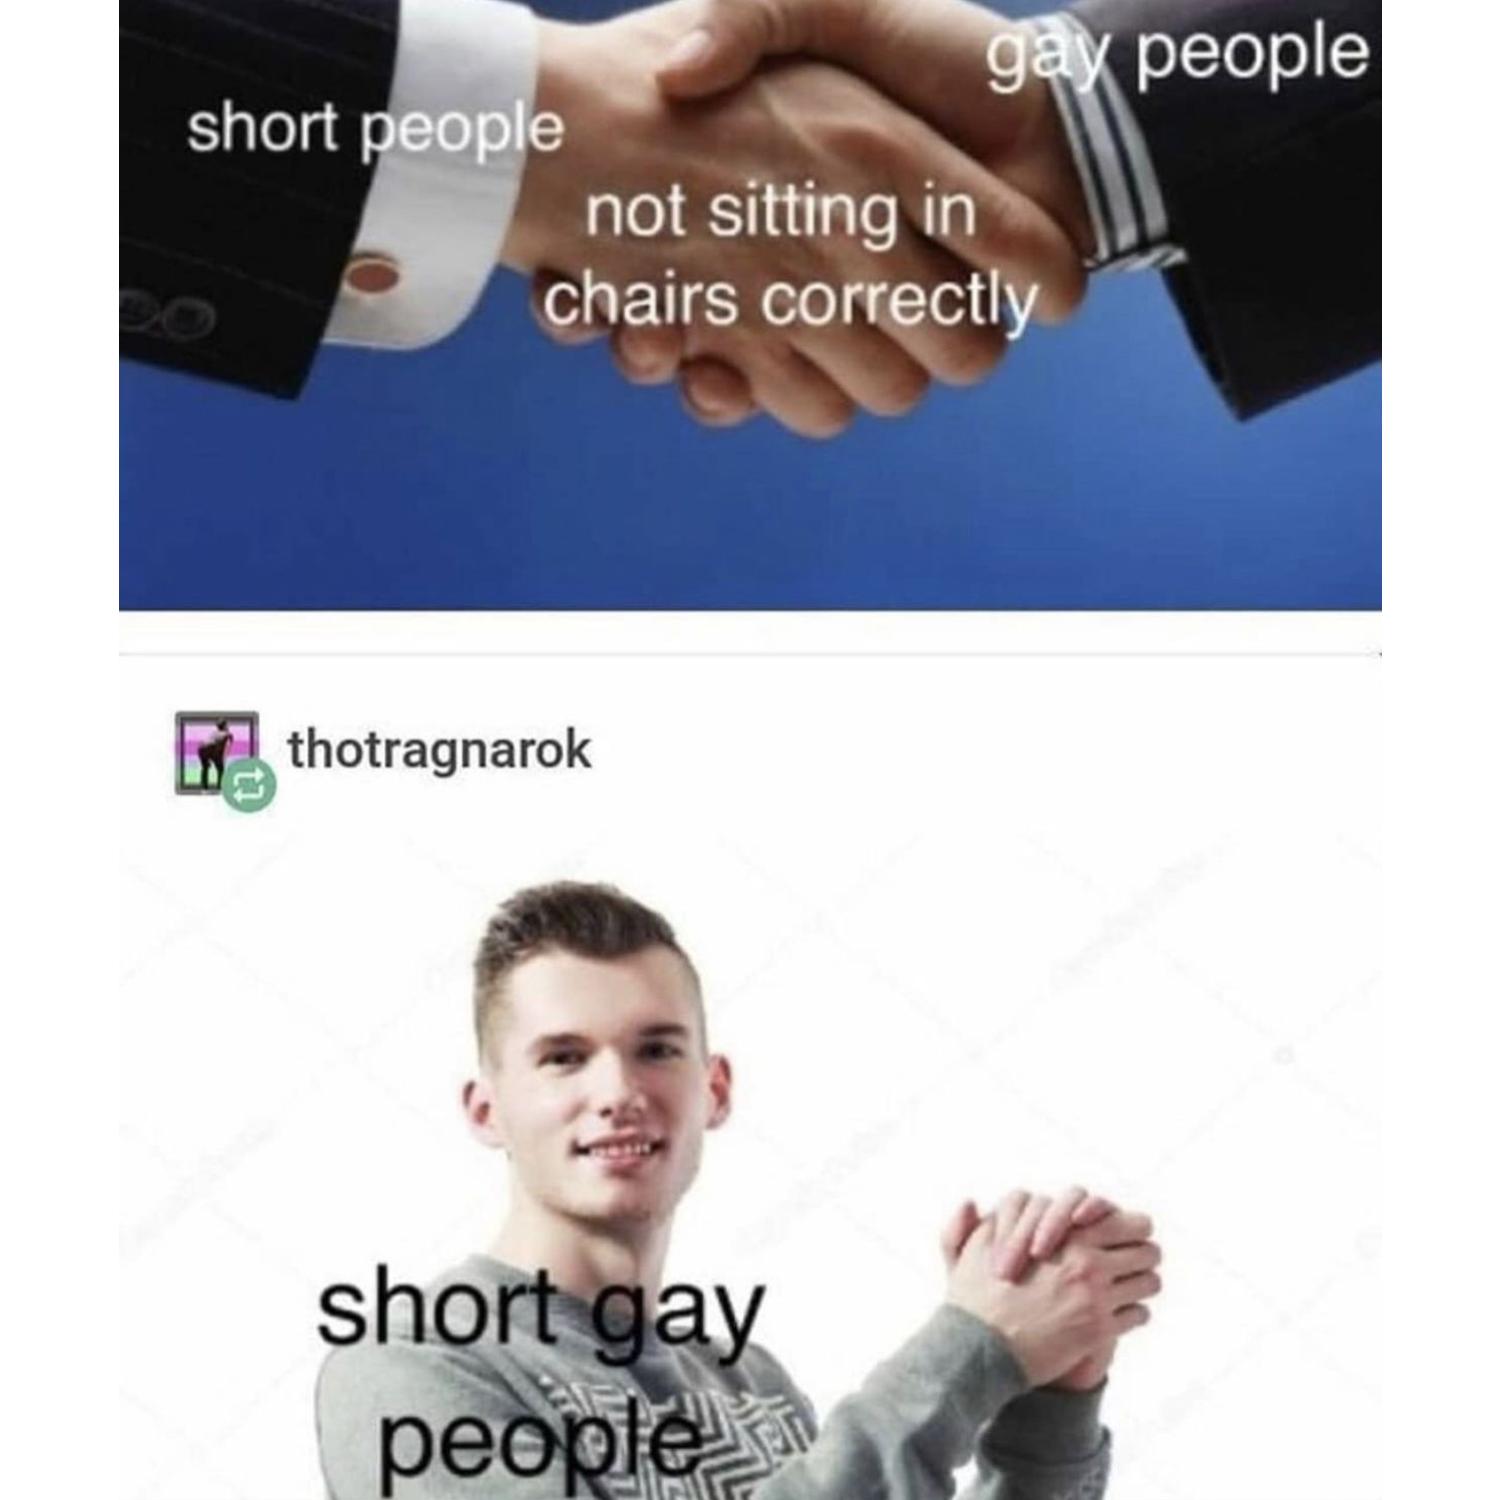 gay people
short people
not sitting in
chairs correctly
thotragnarok
short gay
people